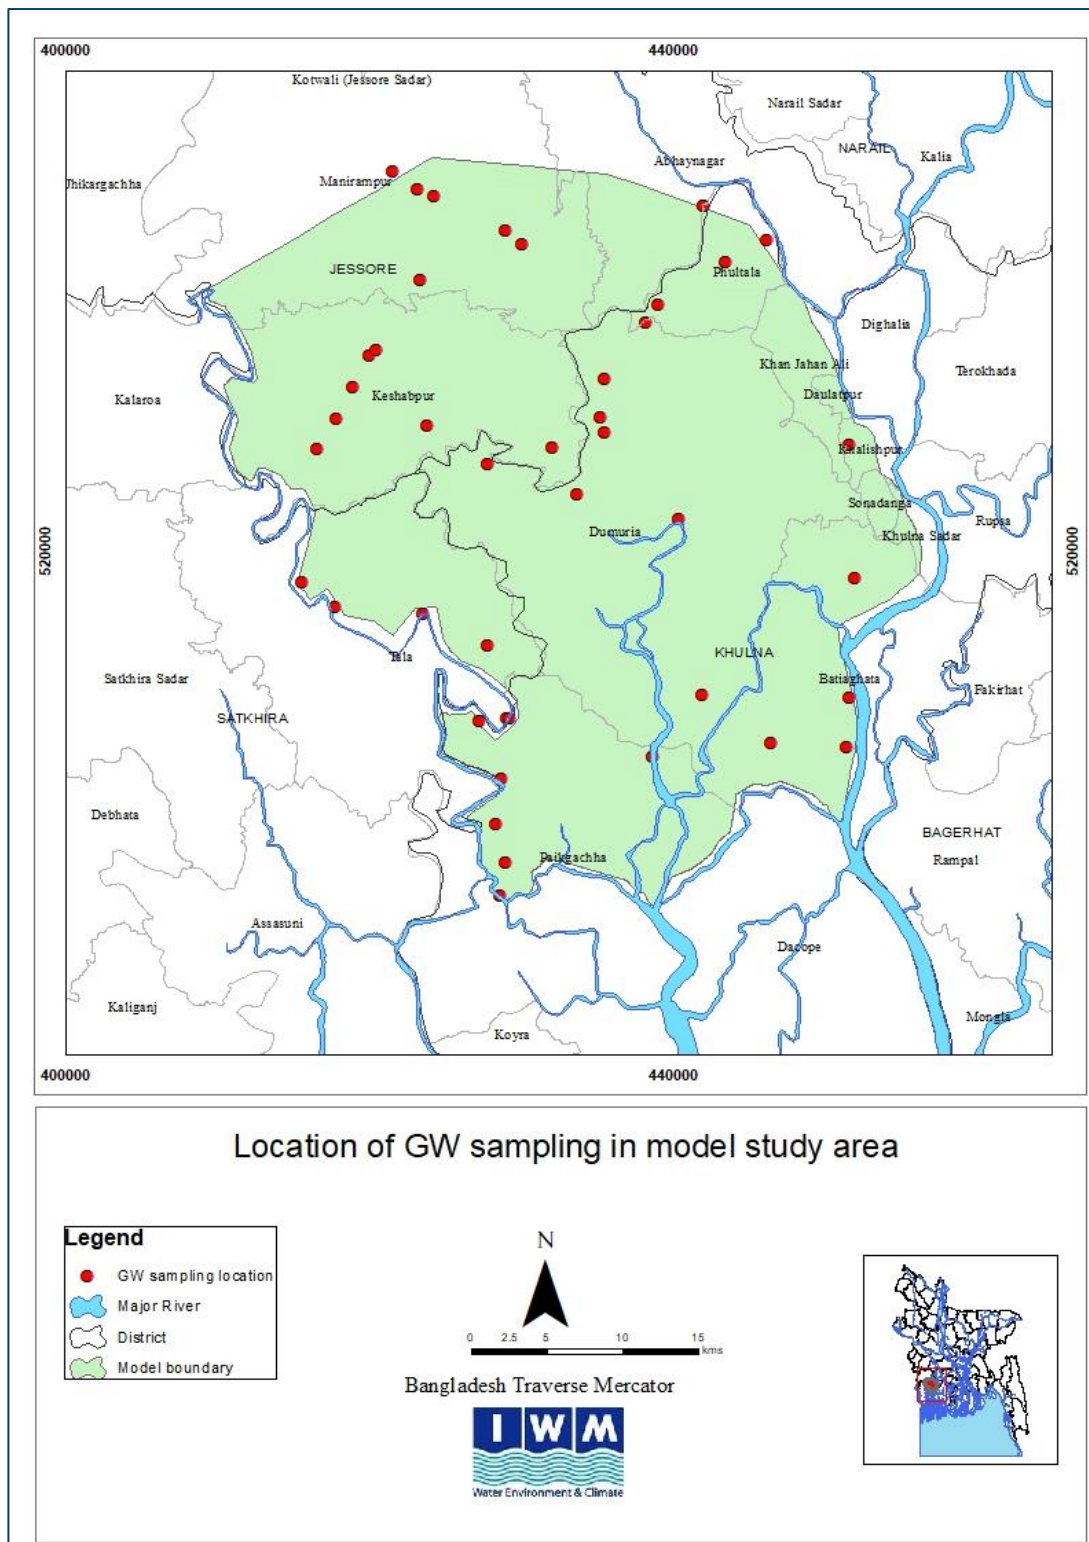 400000 440000
Kotwali (Jessore Sadar)
Narail Sadar
NARAIL
Kalia
Abhaynagar
Jhikargachha
Manirampur
JESSORE
Phultala
Dighalia
Khan Jahan Ali
Terokhada
Daulatpur
Kalaroa
Keshabpur
Khalishpur
Sonadanga
Rupsa
Dumuria
Khulna Sadar
520000 520000
Tala
KHULNA
Satkhira Sadar
Batiaghata
Fakirhat
SATKHIRA
Debhata
BAGERHAT
Paikgachha
Rampal
Assasuni
Dacope
Kaliganj
Koyra
Mongla
400000 440000
Location of GW sampling in model study area
Legend
GW sampling location
Major River
District
Model boundary
N
0 2.5 5 10 15
kms
Bangladesh Traverse Mercator
IWM
Water Environment & Climate